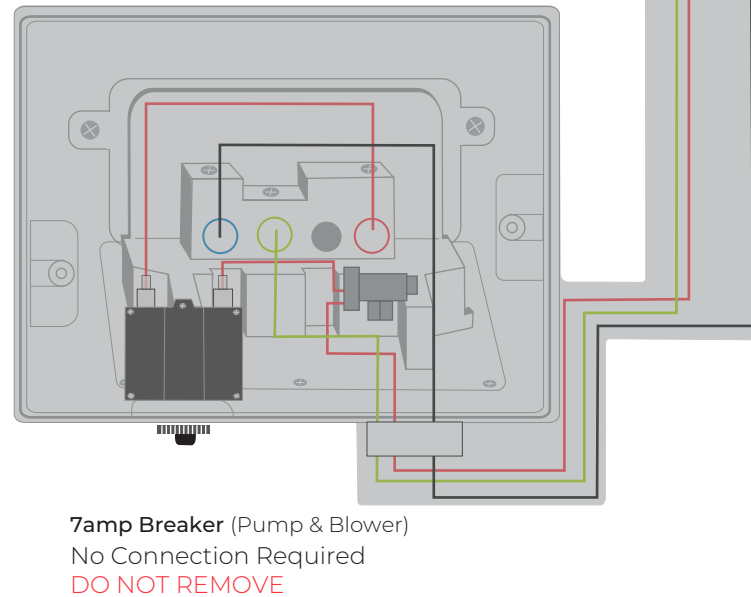 7amp Breaker (Pump & Blower)
No Connection Required
DO NOT REMOVE